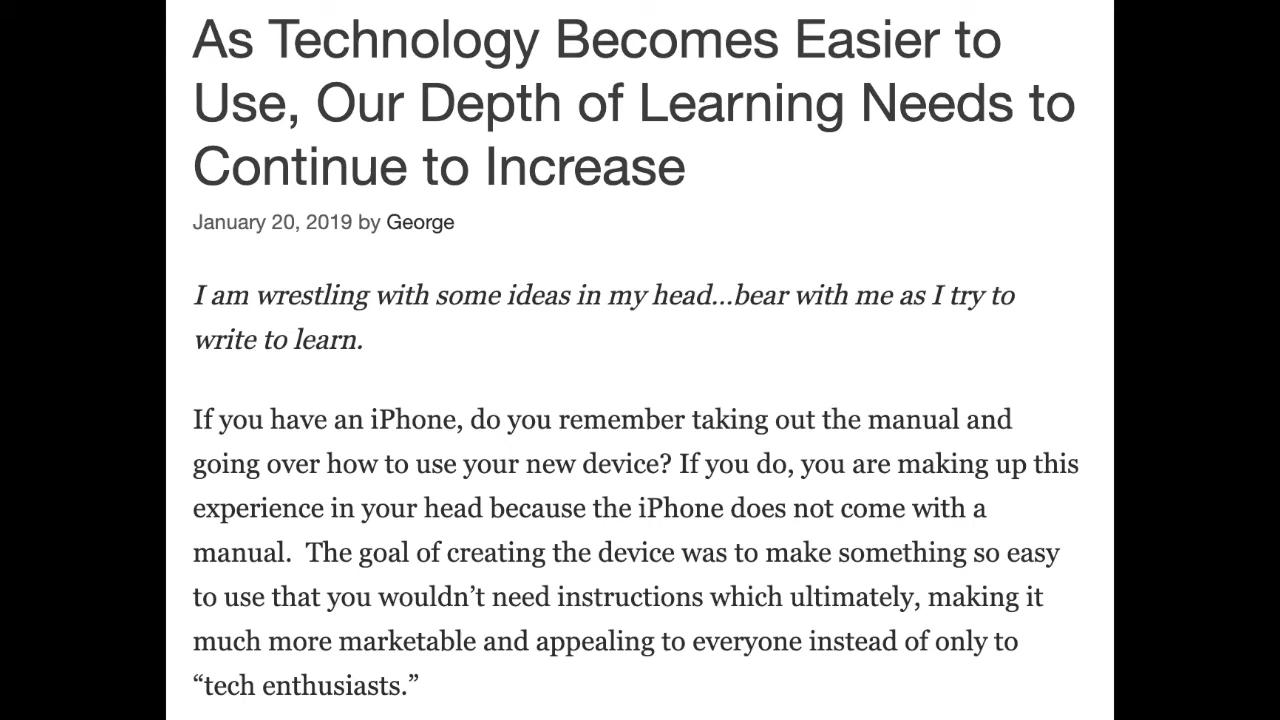 As Technology Becomes Easier to
Use, Our Depth of Learning Needs to
Continue to Increase
January 20, 2019 by George
I am wrestling with some ideas in my head...bear with me as I try to
write to learn.
If you have an iPhone, do you remember taking out the manual and
going over how to use your new device? If you do, you are making up this
experience in your head because the iPhone does not come with a
manual.  The goal of creating the device was to make something so easy
to use that you wouldn’t need instructions which ultimately, making it
much more marketable and appealing to everyone instead of only to
“tech enthusiasts.”